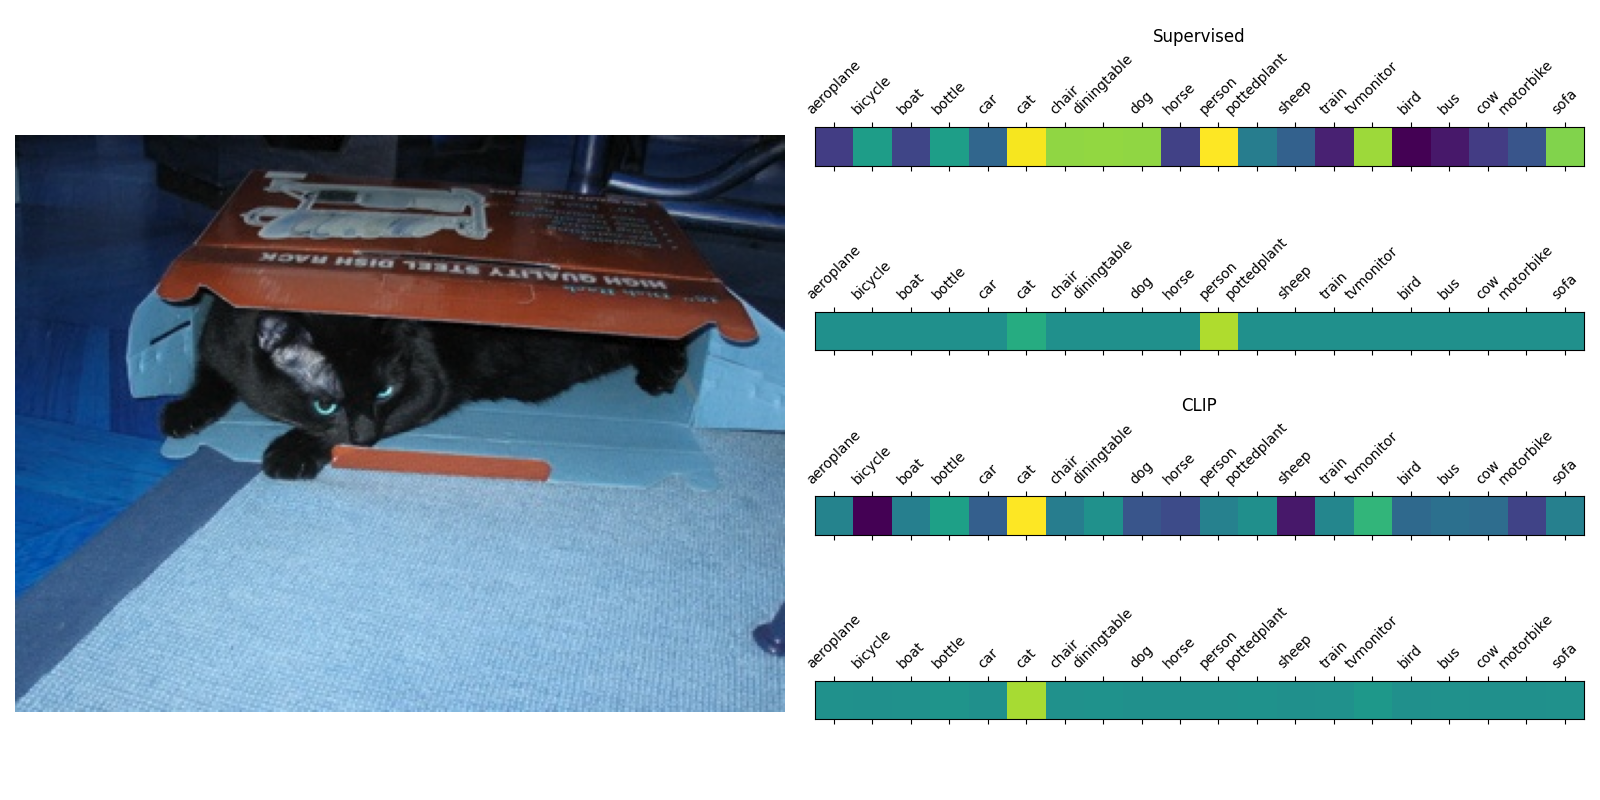 HIGH QUALITY STEEL DISH RACK
16" Dish Rack
Supervised
aeroplane bicycle boat bottle car cat chair diningtable dog horse person pottedplant sheep train tvmonitor bird bus cow motorbike sofa
aeroplane bicycle boat bottle car cat chair diningtable dog horse person pottedplant sheep train tvmonitor bird bus cow motorbike sofa
CLIP
aeroplane bicycle boat bottle car cat chair diningtable dog horse person pottedplant sheep train tvmonitor bird bus cow motorbike sofa
aeroplane bicycle boat bottle car cat chair diningtable dog horse person pottedplant sheep train tvmonitor bird bus cow motorbike sofa